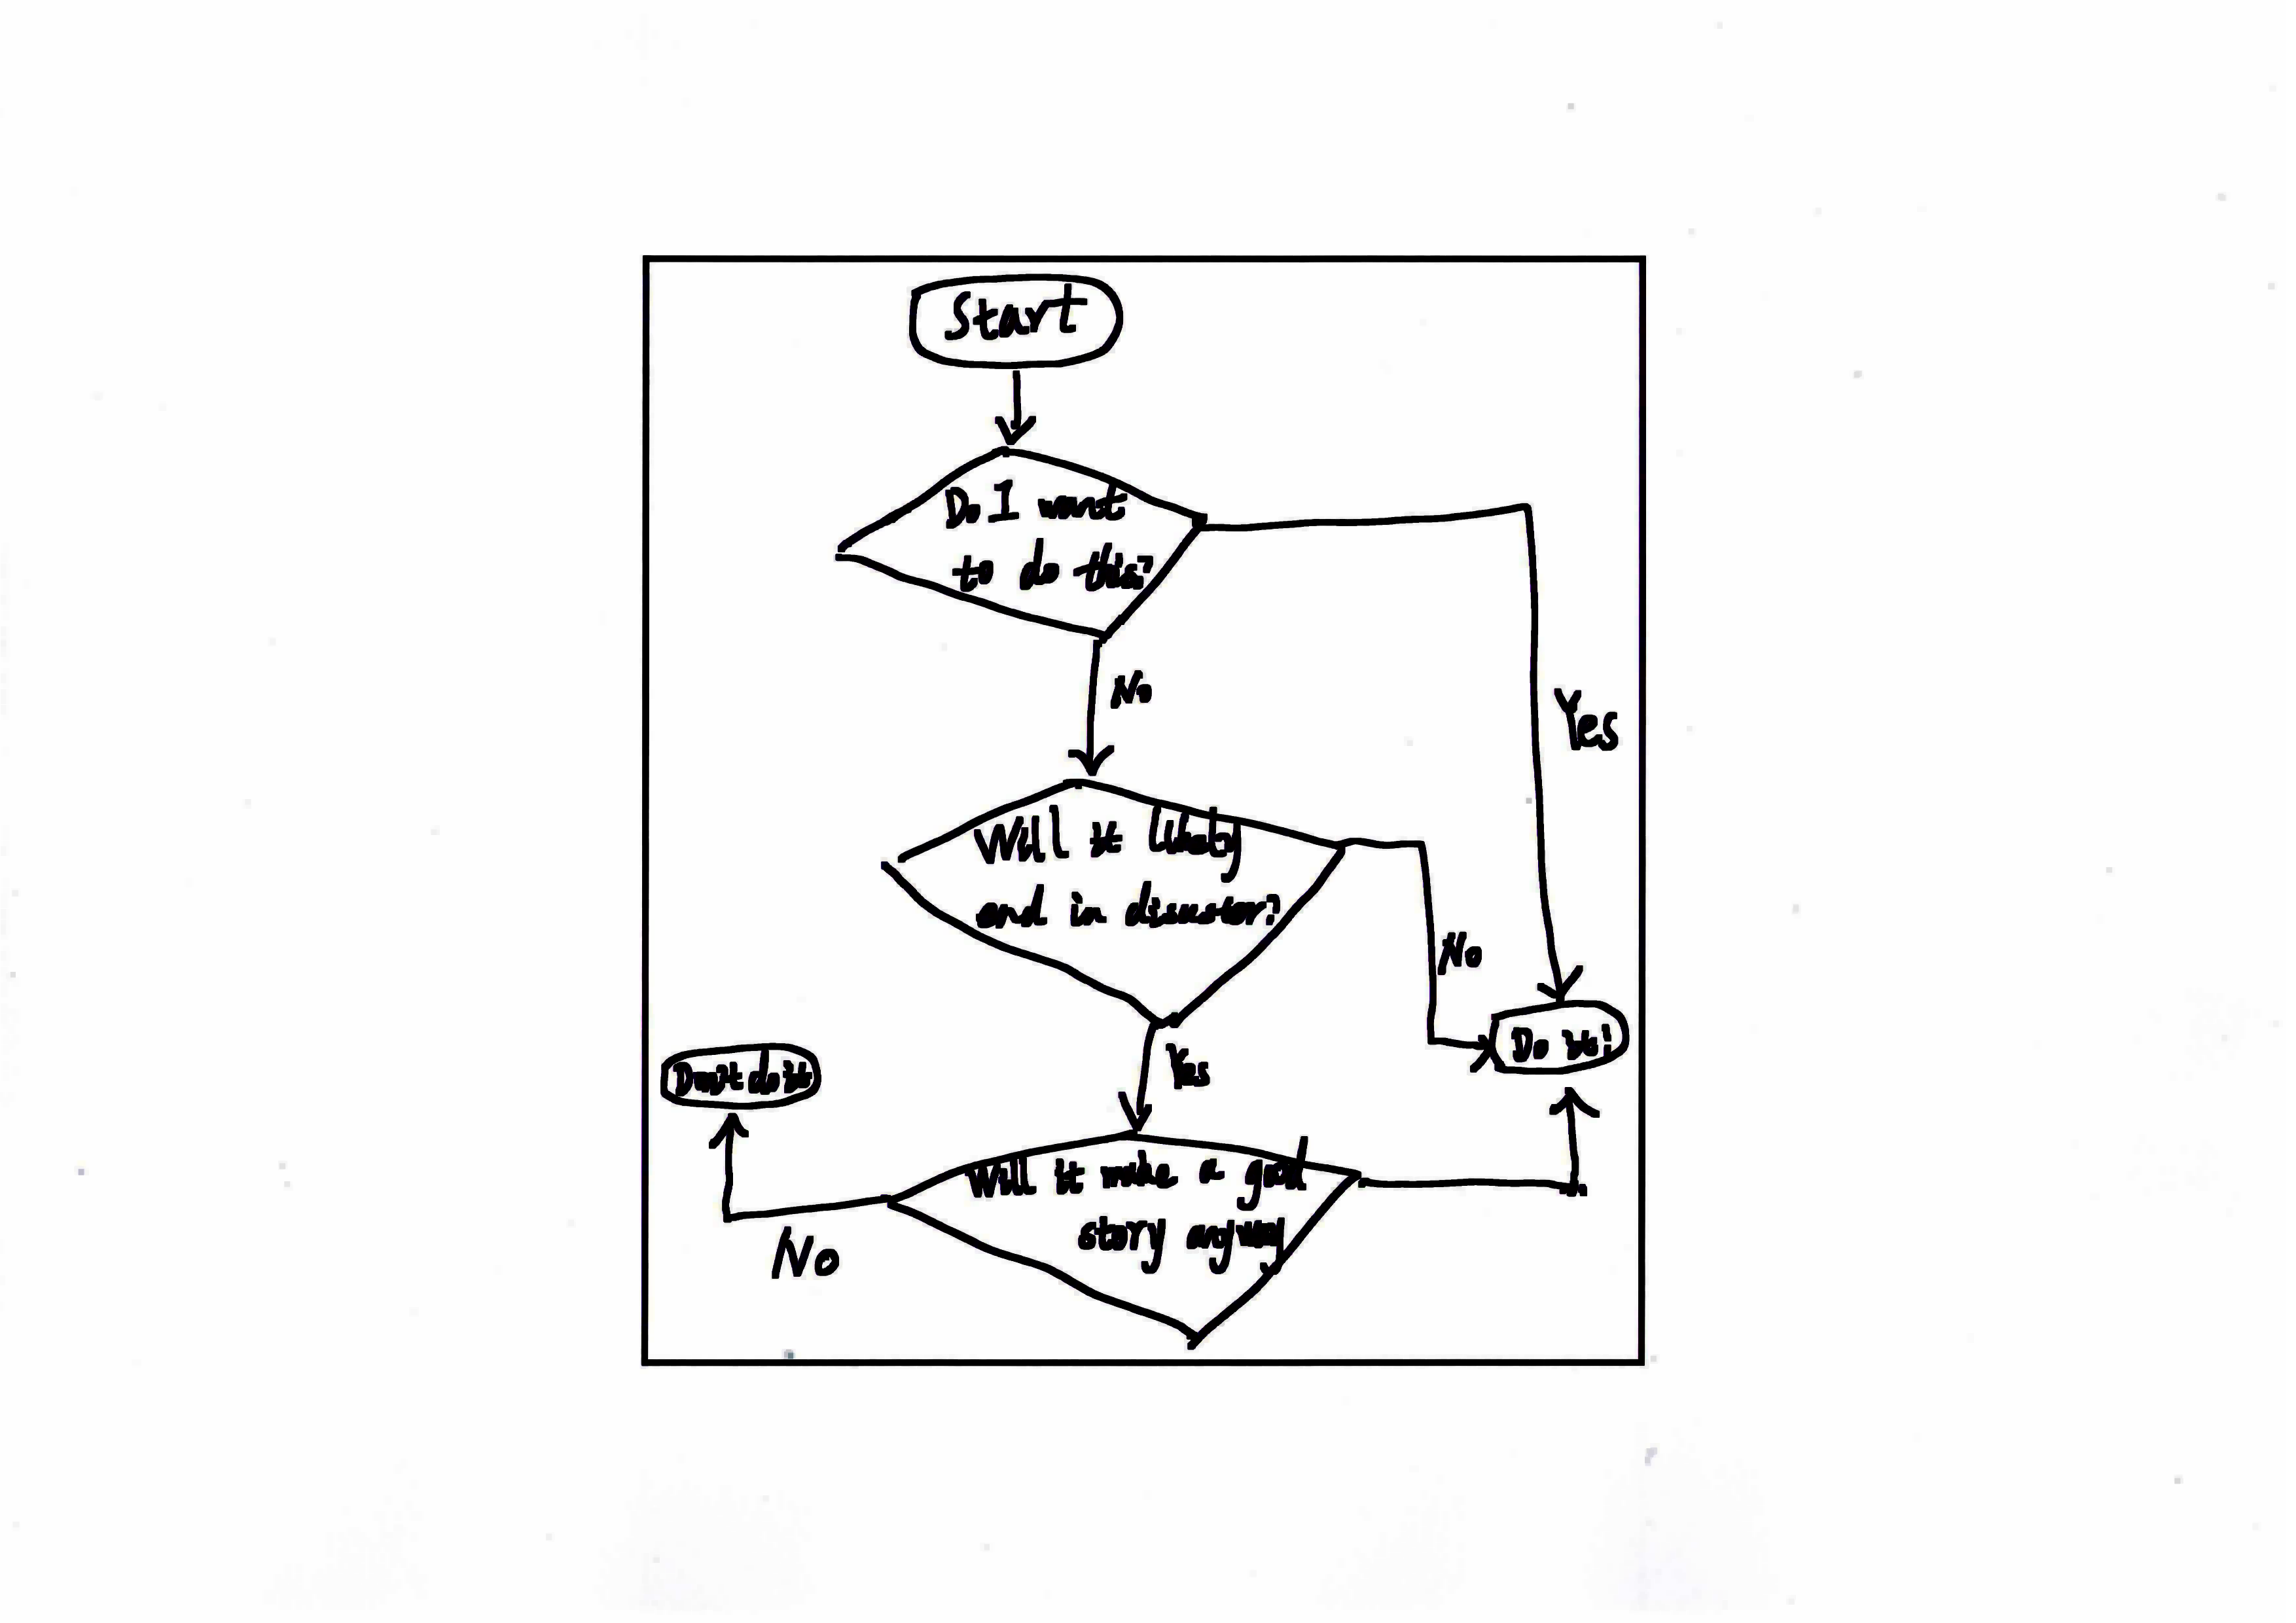 Start
Do I want
to do this?
No
Yes
Will it likely
end in disaster?
No
Do it!
Yes
Don't do it
Will it make a good
story anyway
No